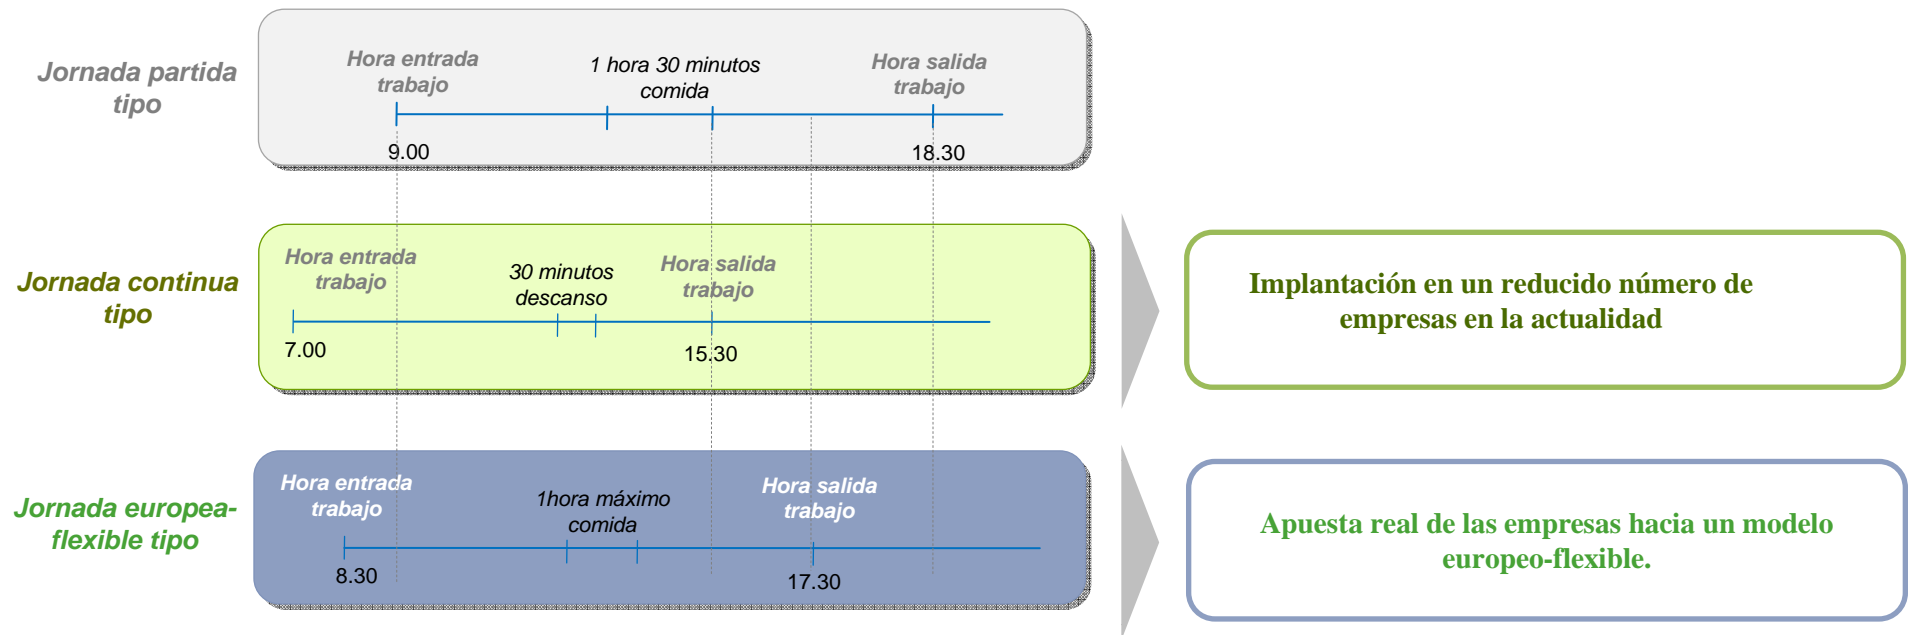 Jornada partida
tipo
Hora entrada
trabajo
1 hora 30 minutos
comida
Hora salida
trabajo
9.00
18.30
Jornada continua
tipo
Hora entrada
trabajo
30 minutos
descanso
Hora salida
trabajo
7.00
15.30
Implantación en un reducido número de
empresas en la actualidad
Jornada europea-
flexible tipo
Hora entrada
trabajo
1hora máximo
comida
Hora salida
trabajo
8.30
17.30
Apuesta real de las empresas hacia un modelo
europeo-flexible.